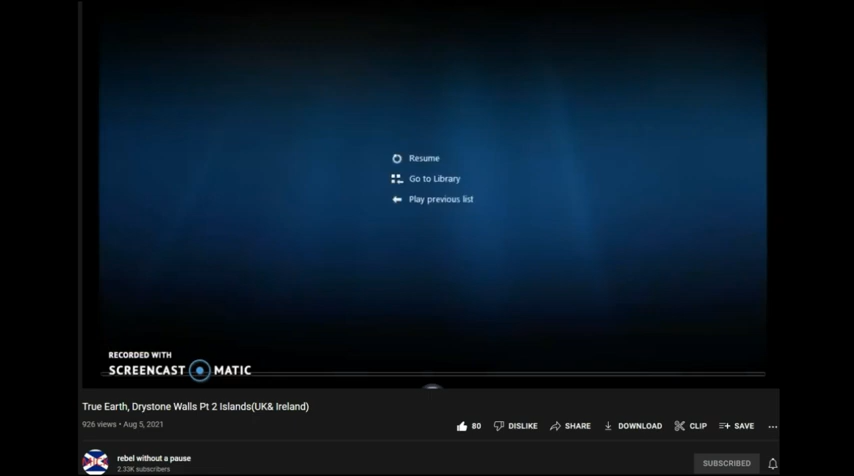 Resume
Go to Library
Play previous list
RECORDED WITH
SCREENCAST MATIC
True Earth, Drystone Walls Pt 2 Islands(UK& Ireland)
926 views • Aug 5, 2021
80 DISLIKE SHARE DOWNLOAD CLIP SAVE ...
rebel without a pause
2.33K subscribers
SUBSCRIBED